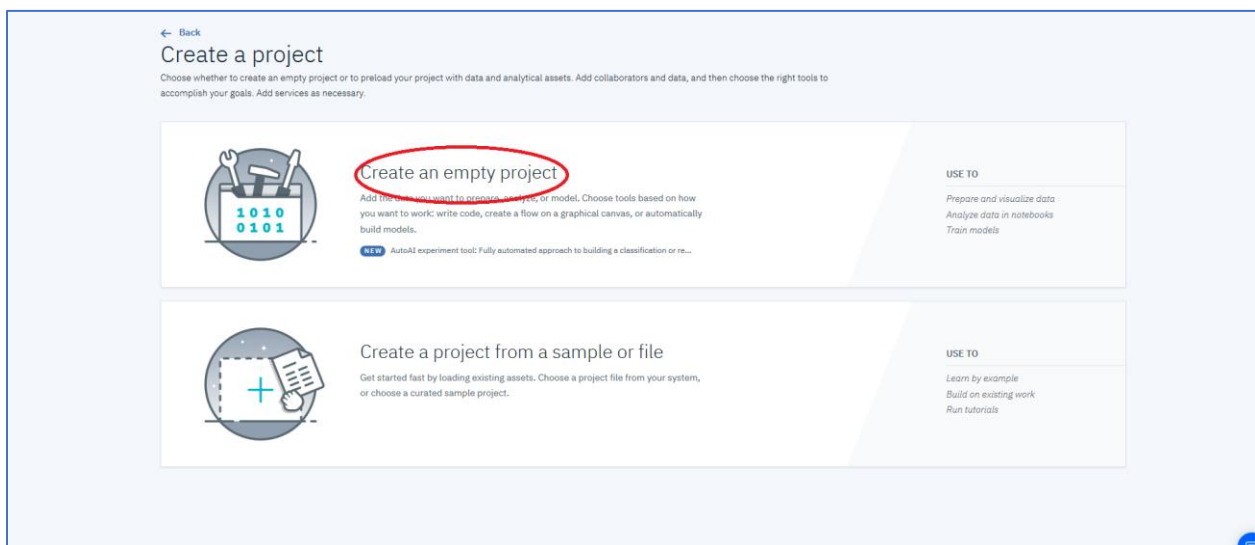 ← Back
Create a project
Choose whether to create an empty project or to preload your project with data and analytical assets. Add collaborators and data, and then choose the right tools to
accomplish your goals. Add services as necessary.
1010
0101
Create an empty project
Add the data you want to prepare, analyze, or model. Choose tools based on how
you want to work: write code, create a flow on a graphical canvas, or automatically
build models.
NEW AutoAI experiment tool: Fully automated approach to building a classification or re...
USE TO
Prepare and visualize data
Analyze data in notebooks
Train models
Create a project from a sample or file
Get started fast by loading existing assets. Choose a project file from your system,
or choose a curated sample project.
USE TO
Learn by example
Build on existing work
Run tutorials